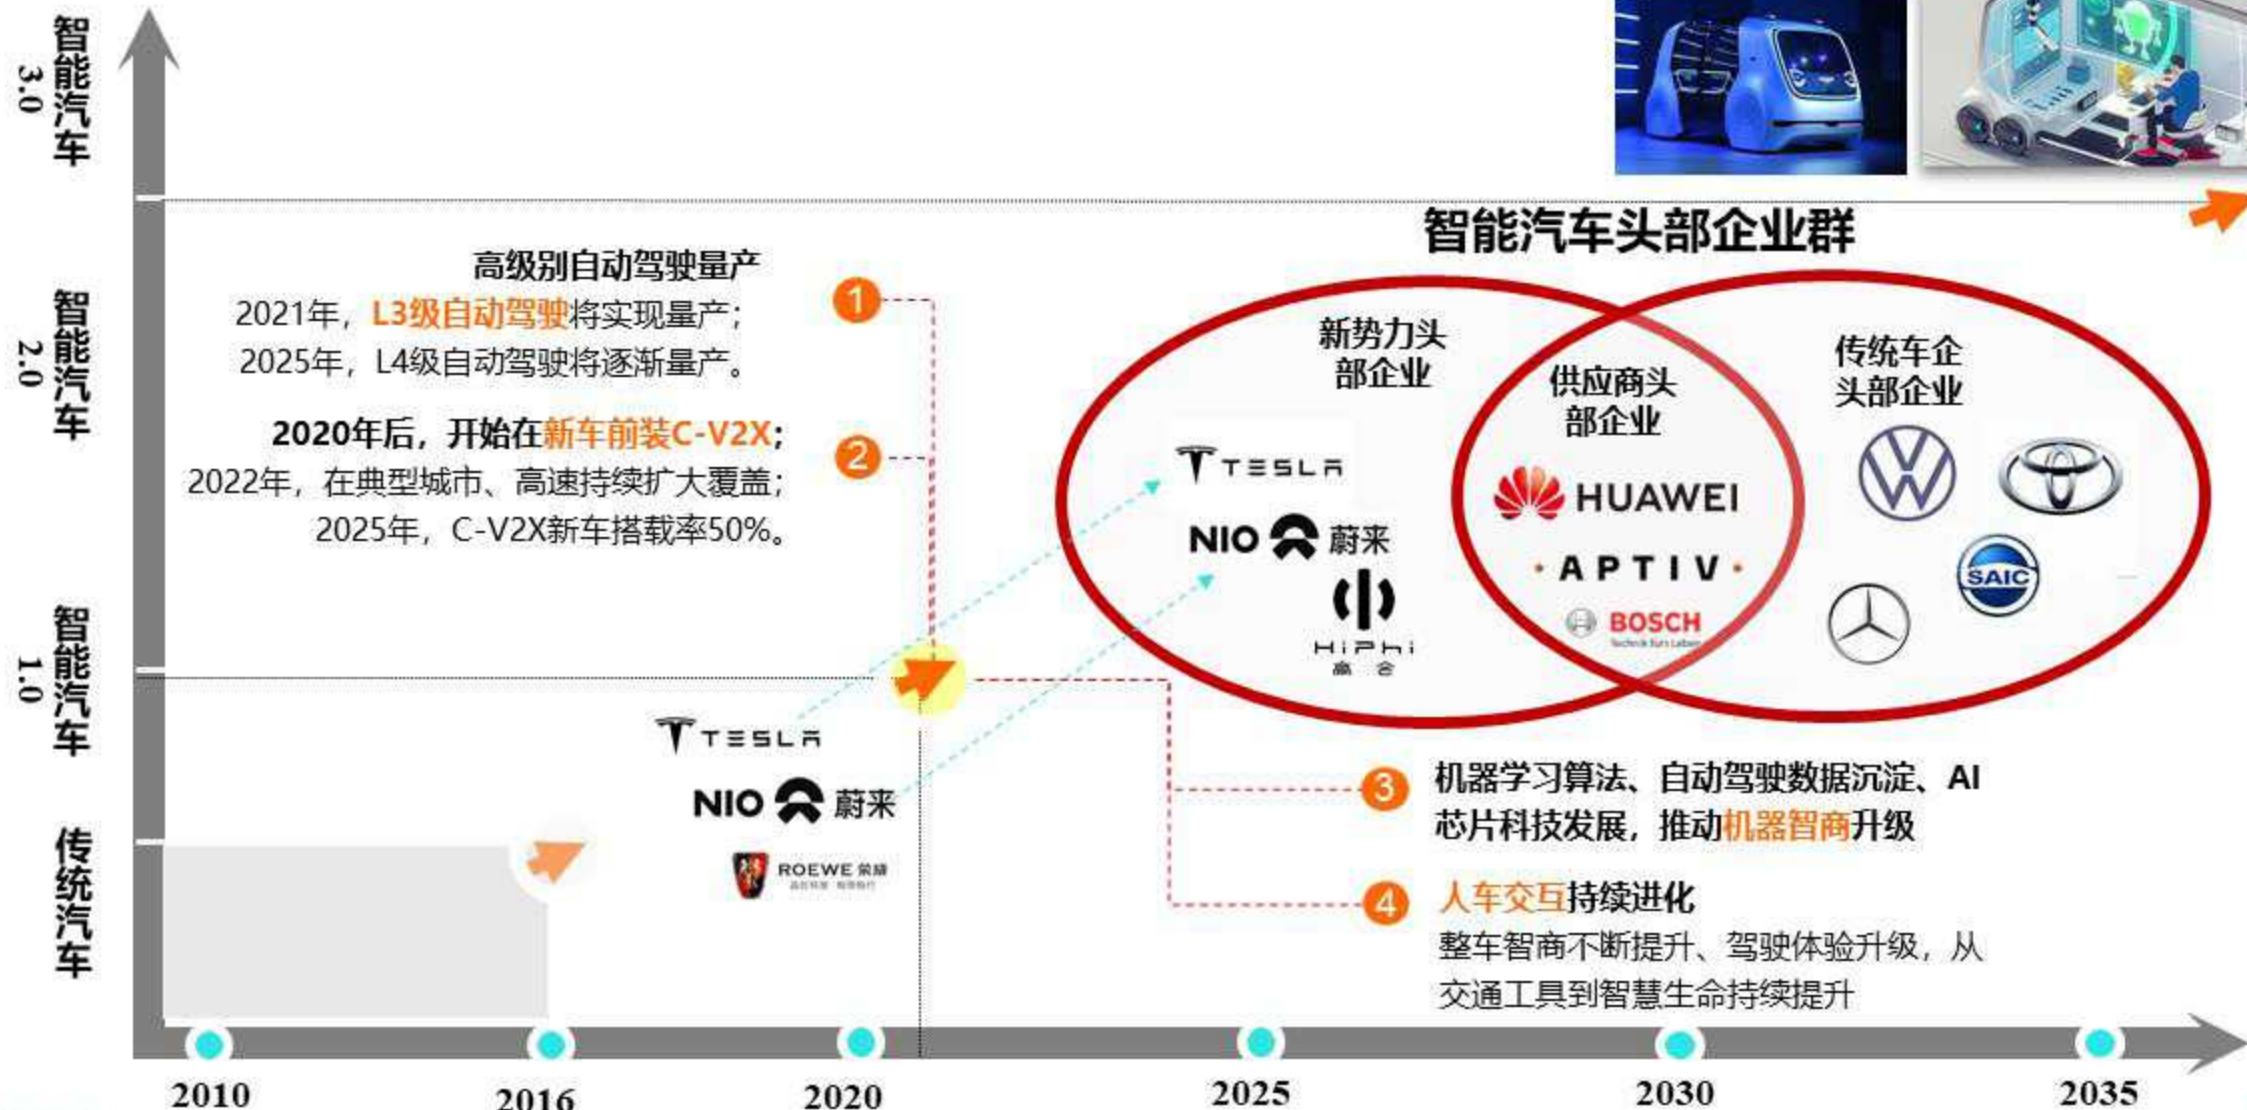 智能汽车
3.0
智能汽车
2.0
智能汽车
1.0
传统汽车
高级别自动驾驶量产
2021年，L3级自动驾驶将实现量产；
2025年，L4级自动驾驶将逐渐量产。
1
2020年后，开始在新车前装C-V2X；
2022年，在典型城市、高速持续扩大覆盖；
2025年，C-V2X新车搭载率50%。
2
智能汽车头部企业群
新势力头
部企业
TESLA
NIO 蔚来
HiPhi
高 合
供应商头
部企业
HUAWEI
· APTIV ·
BOSCH
传统车企
头部企业
SAIC
TESLA
NIO 蔚来
ROEWE 荣威
3
机器学习算法、自动驾驶数据沉淀、AI
芯片科技发展，推动机器智商升级
4
人车交互持续进化
整车智商不断提升、驾驶体验升级，从
交通工具到智慧生命持续提升
2010
2016
2020
2025
2030
2035